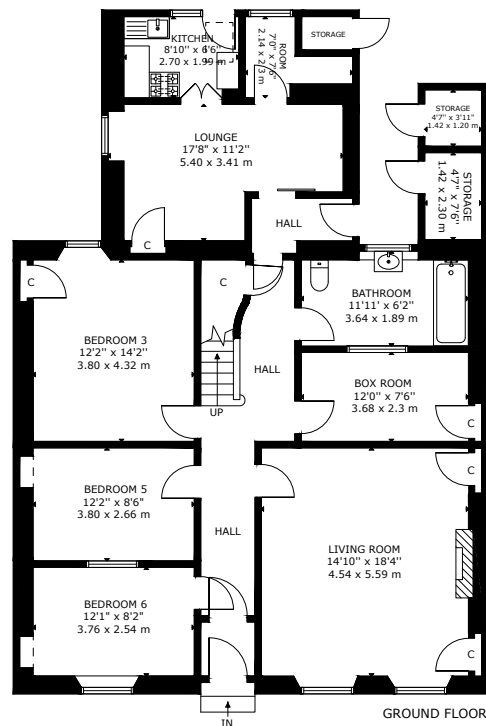 KITCHEN
8'10" x 6'6"
2.70 x 1.99 m
ROOM
7'0" x 7'6"
2.14 x 2.3 m
STORAGE
STORAGE
4'7" x 3'11"
1.42 x 1.20 m
STORAGE
4'7" x 7'6"
1.42 x 2.30 m
LOUNGE
17'8" x 11'2"
5.40 x 3.41 m
HALL
C
C
C
BATHROOM
11'11' x 6'2"
3.64 x 1.89 m
BEDROOM 3
12'2" x 14'2"
3.80 x 4.32 m
HALL
BOX ROOM
12'0" x 7'6"
3.68 x 2.3 m
UP
C
C
BEDROOM 5
12'2" x 8'6"
3.80 x 2.66 m
HALL
LIVING ROOM
14'10" x 18'4"
4.54 x 5.59 m
BEDROOM 6
12'1" x 8'2"
3.76 x 2.54 m
C
IN
GROUND FLOOR